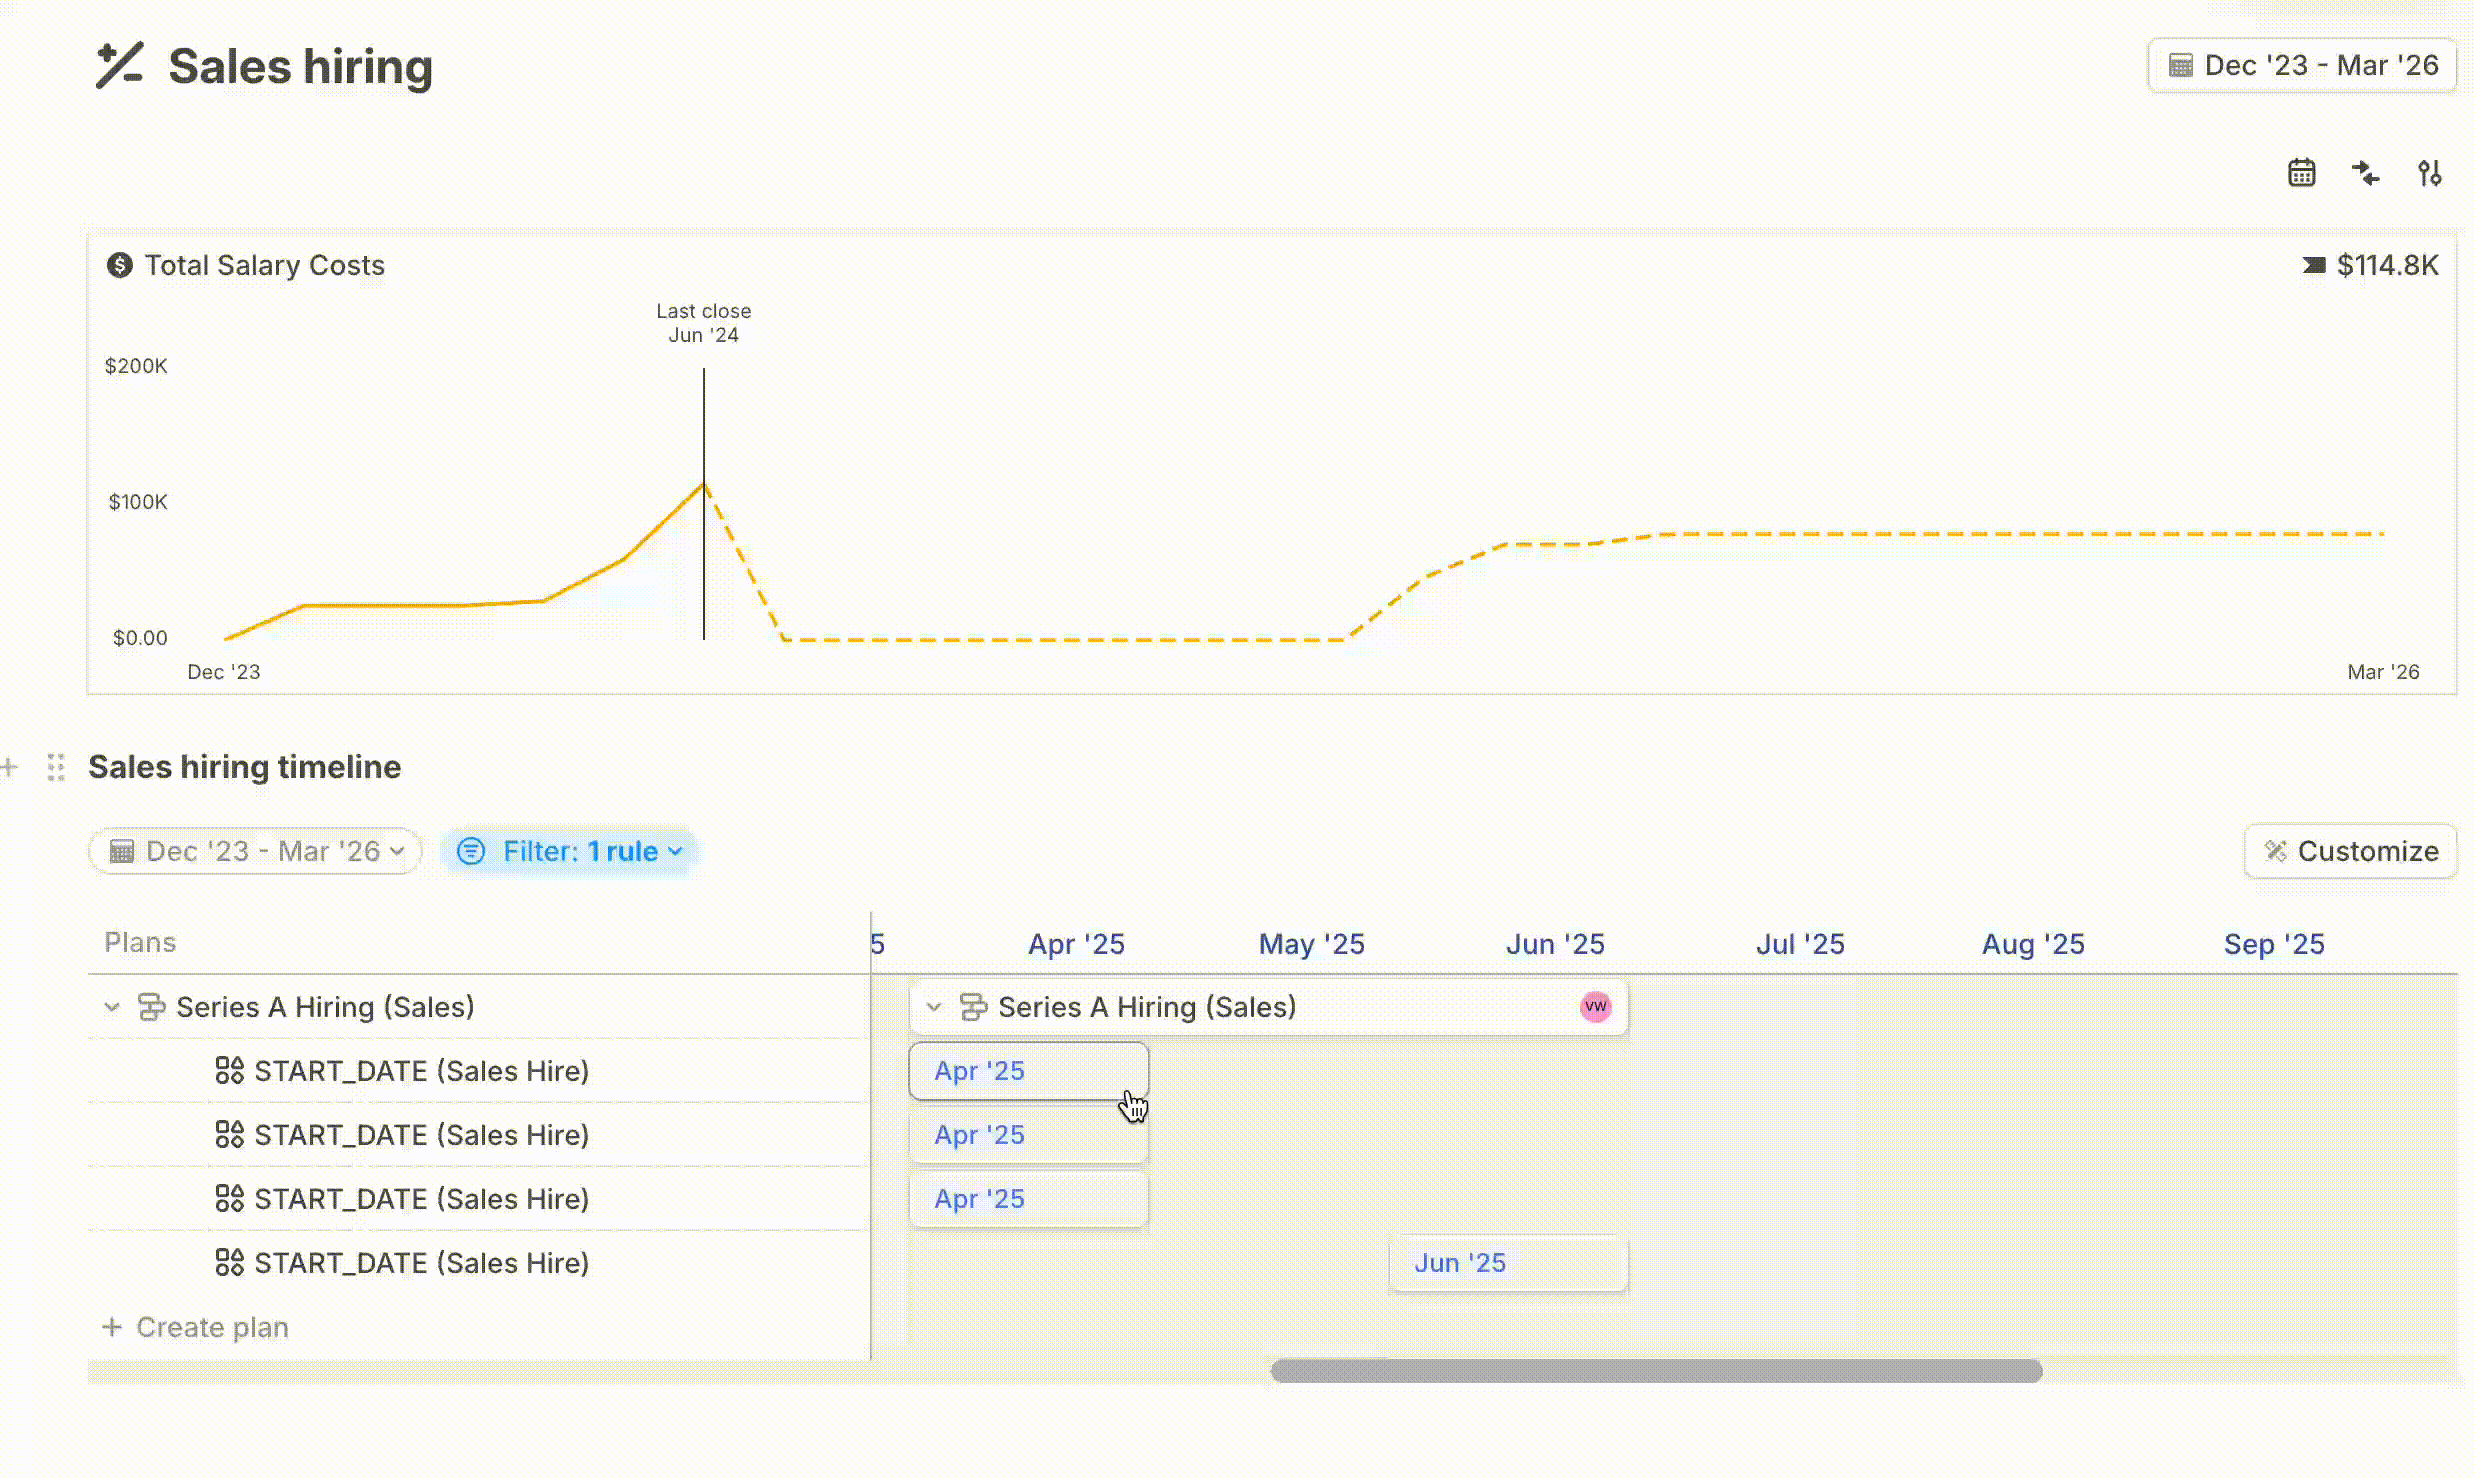 Sales hiring
Dec '23 - Mar '26
Total Salary Costs
$114.8K
Last close
Jun '24
$200K
$100K
$0.00
Dec '23
Mar '26
Sales hiring timeline
Dec '23 - Mar '26
Filter: 1 rule
Customize
Plans
5 Apr '25 May '25 Jun '25 Jul '25 Aug '25 Sep '25
Series A Hiring (Sales)
Series A Hiring (Sales) VW
START_DATE (Sales Hire)
Apr '25
START_DATE (Sales Hire)
Apr '25
START_DATE (Sales Hire)
Apr '25
START_DATE (Sales Hire)
Jun '25
+ Create plan